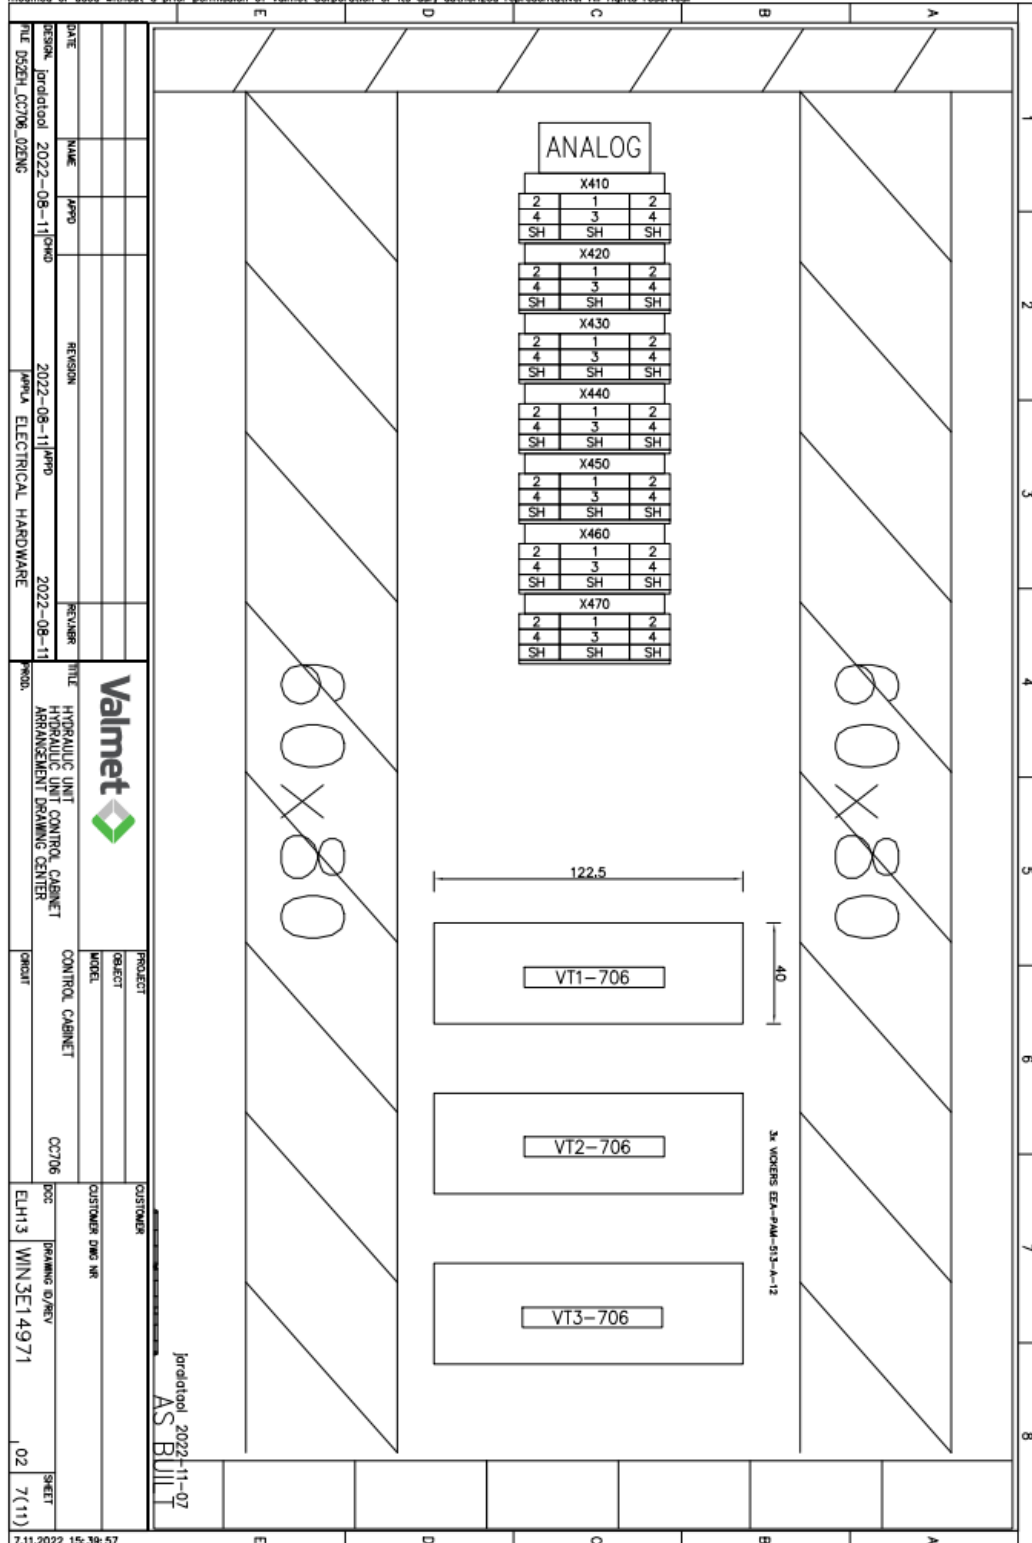 E D C B A
1
2
3
4
5
6
7
8
ANALOG
X410
2 1 2
4 3 4
SH SH SH
X420
2 1 2
4 3 4
SH SH SH
X430
2 1 2
4 3 4
SH SH SH
X440
2 1 2
4 3 4
SH SH SH
X450
2 1 2
4 3 4
SH SH SH
X460
2 1 2
4 3 4
SH SH SH
X470
2 1 2
4 3 4
SH SH SH
60X80
60X80
122,5
40
VT1-706
VT2-706
VT3-706
3x VICKERS EEA-PAM-513-A-12
jaralataol 2022-11-07
AS BUILT
E D C B A
DATE NAME APPD REVISION REV.NBR
DESIGN. jaralataol 2022-08-11 CHKD 2022-08-11 APPD 2022-08-11
FILE D52EH_CC706_02ENG APPLA ELECTRICAL HARDWARE
Valmet
TITLE HYDRAULIC UNIT
HYDRAULIC UNIT CONTROL CABINET
ARRANGEMENT DRAWING CENTER
PROD.
PROJECT
OBJECT
MODEL
CONTROL CABINET
CC706
CIRCUIT
CUSTOMER
CUSTOMER DWG NR
DCC DRAWING ID/REV SHEET
ELH13 WIN3E14971 _02 7(11)
7.11.2022 15:39:57